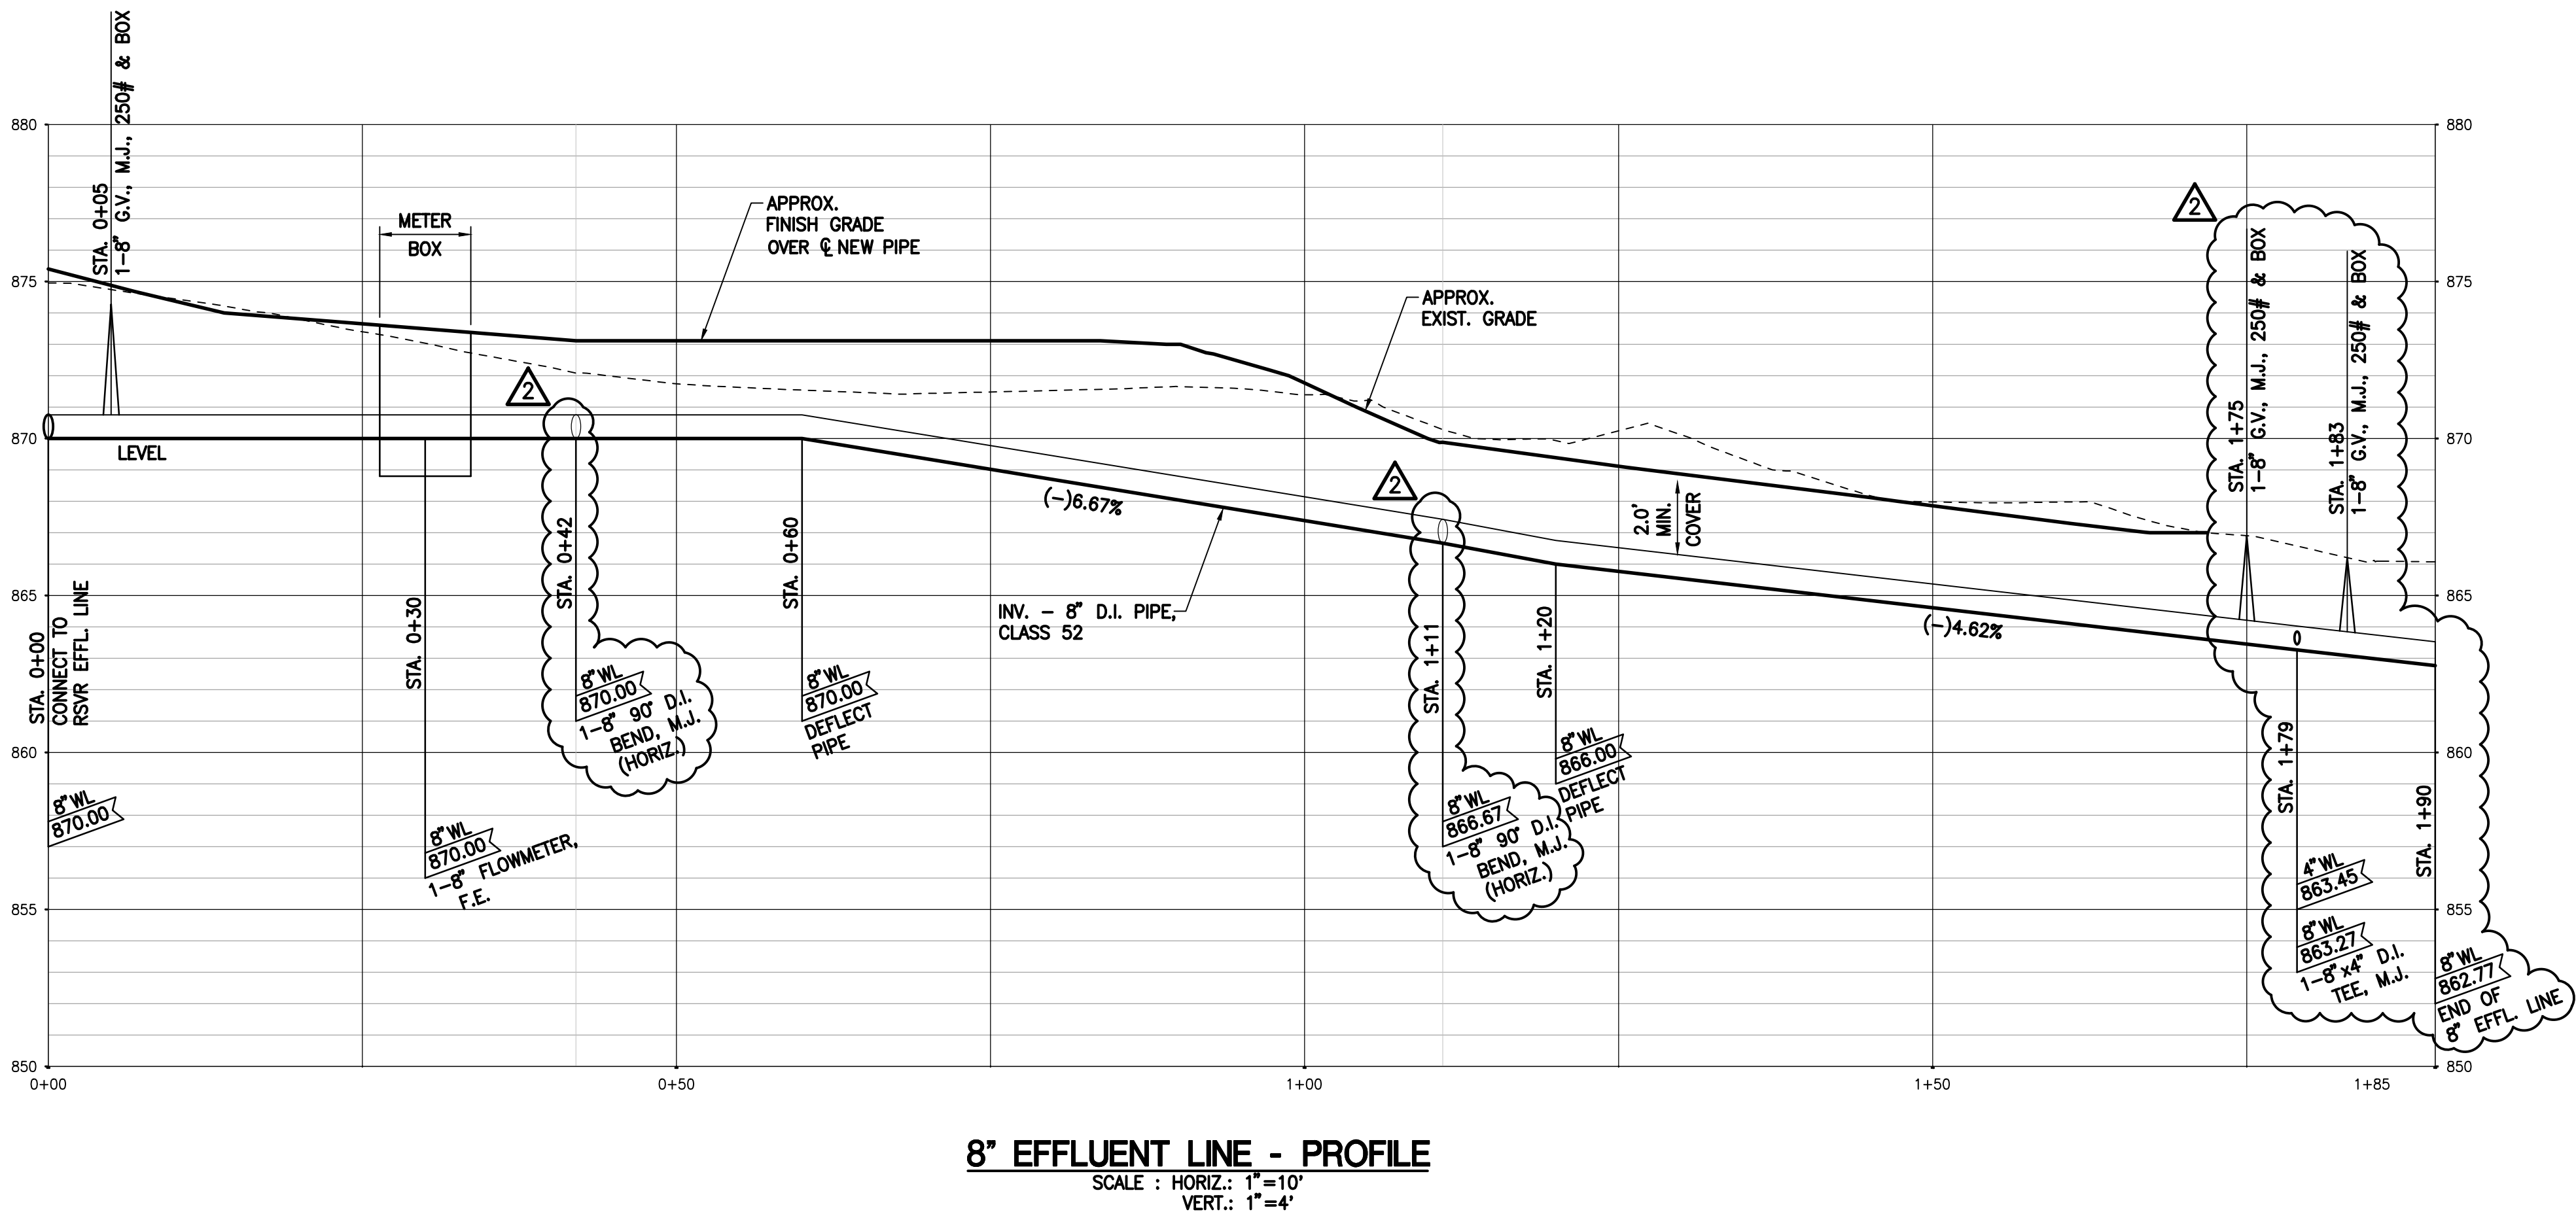 STA. 0+05
1-8" G.V., M.J., 250# & BOX
880
880
875
875
870
870
865
865
860
860
855
855
850
850
METER
BOX
APPROX.
FINISH GRADE
OVER ℄ NEW PIPE
APPROX.
EXIST. GRADE
2
2
2
LEVEL
(-)6.67%
2.0'
MIN.
COVER
INV. - 8" D.I. PIPE,
CLASS 52
(-)4.62%
STA. 0+00
CONNECT TO
RSVR EFFL. LINE
8"WL
870.00
STA. 0+30
8"WL
870.00
1-8" FLOWMETER,
F.E.
STA. 0+42
8"WL
870.00
1-8" 90° D.I.
BEND, M.J.
(HORIZ.)
STA. 0+60
8"WL
870.00
DEFLECT
PIPE
STA. 1+11
8"WL
866.67
1-8" 90° D.I.
BEND, M.J.
(HORIZ.)
STA. 1+20
8"WL
866.00
DEFLECT
PIPE
STA. 1+75
1-8" G.V., M.J., 250# & BOX
STA. 1+83
1-8" G.V., M.J., 250# & BOX
STA. 1+79
4"WL
863.45
8"WL
863.27
1-8"x4" D.I.
TEE, M.J.
STA. 1+90
8"WL
862.77
END OF
8" EFFL. LINE
0+00
0+50
1+00
1+50
1+85
8" EFFLUENT LINE - PROFILE
SCALE : HORIZ.: 1"=10'
VERT.: 1"=4'